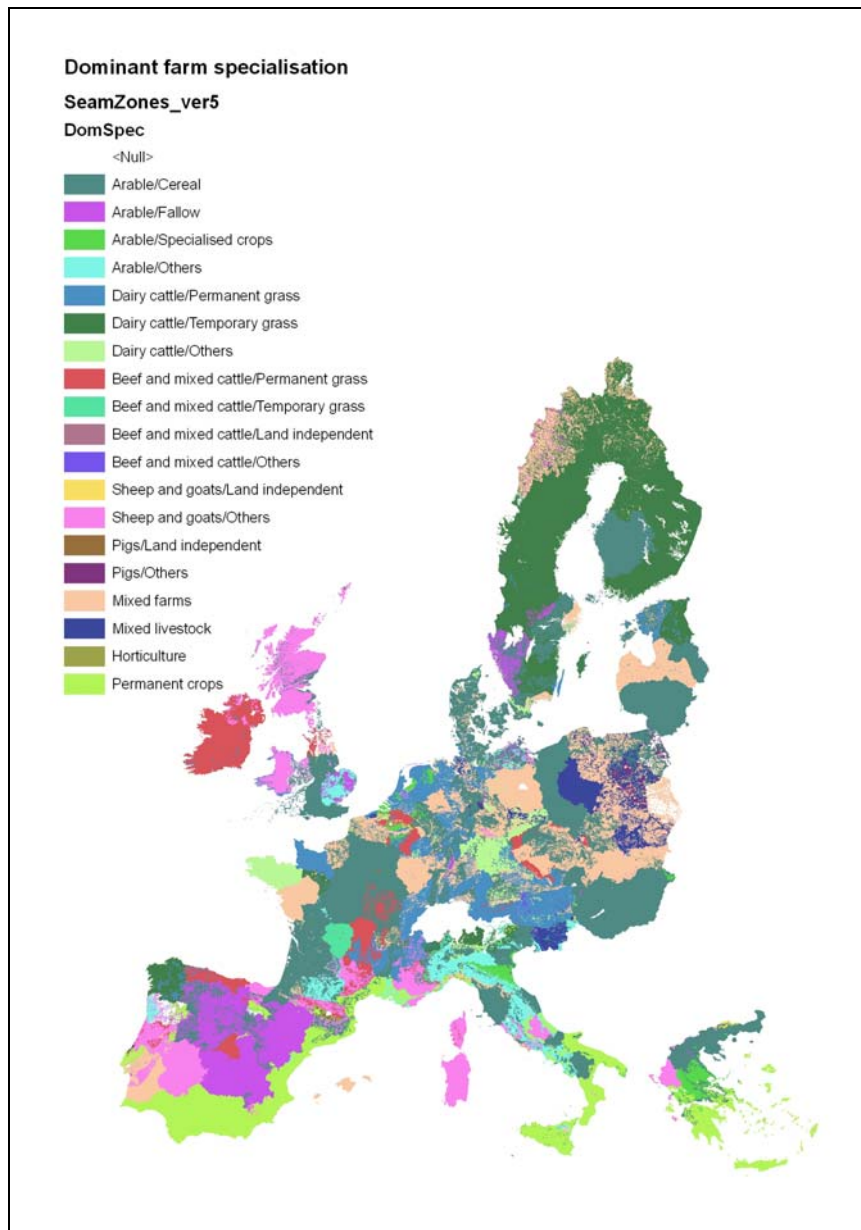 Dominant farm specialisation
SeamZones_ver5
DomSpec
<Null>
Arable/Cereal
Arable/Fallow
Arable/Specialised crops
Arable/Others
Dairy cattle/Permanent grass
Dairy cattle/Temporary grass
Dairy cattle/Others
Beef and mixed cattle/Permanent grass
Beef and mixed cattle/Temporary grass
Beef and mixed cattle/Land independent
Beef and mixed cattle/Others
Sheep and goats/Land independent
Sheep and goats/Others
Pigs/Land independent
Pigs/Others
Mixed farms
Mixed livestock
Horticulture
Permanent crops